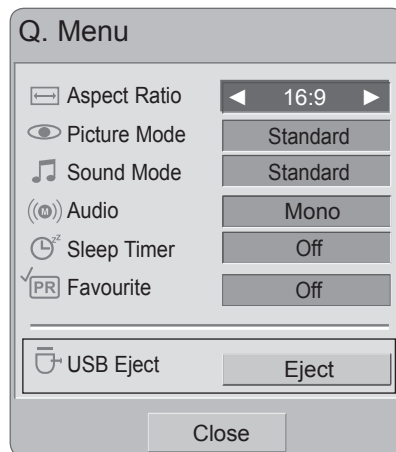 Q. Menu
Aspect Ratio ◀ 16:9 ▶
Picture Mode Standard
Sound Mode Standard
((M)) Audio Mono
zz Sleep Timer Off
PR Favourite Off
USB Eject Eject
Close